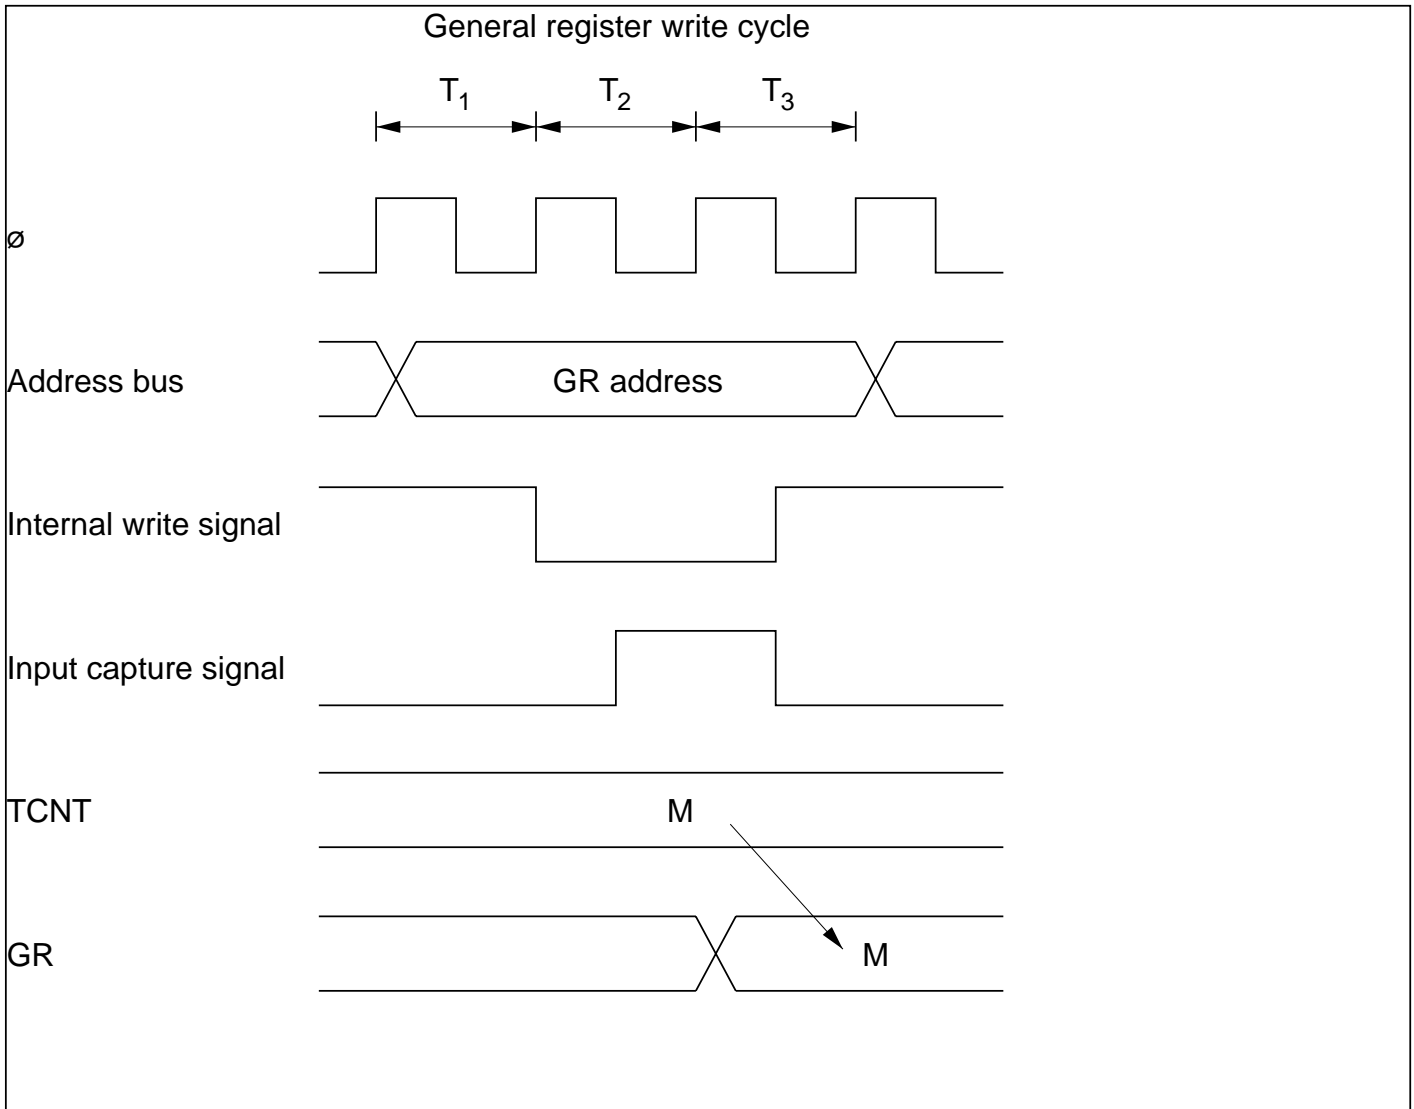 General register write cycle
T1 T2 T3
ø
Address bus GR address
Internal write signal
Input capture signal
TCNT M
GR M